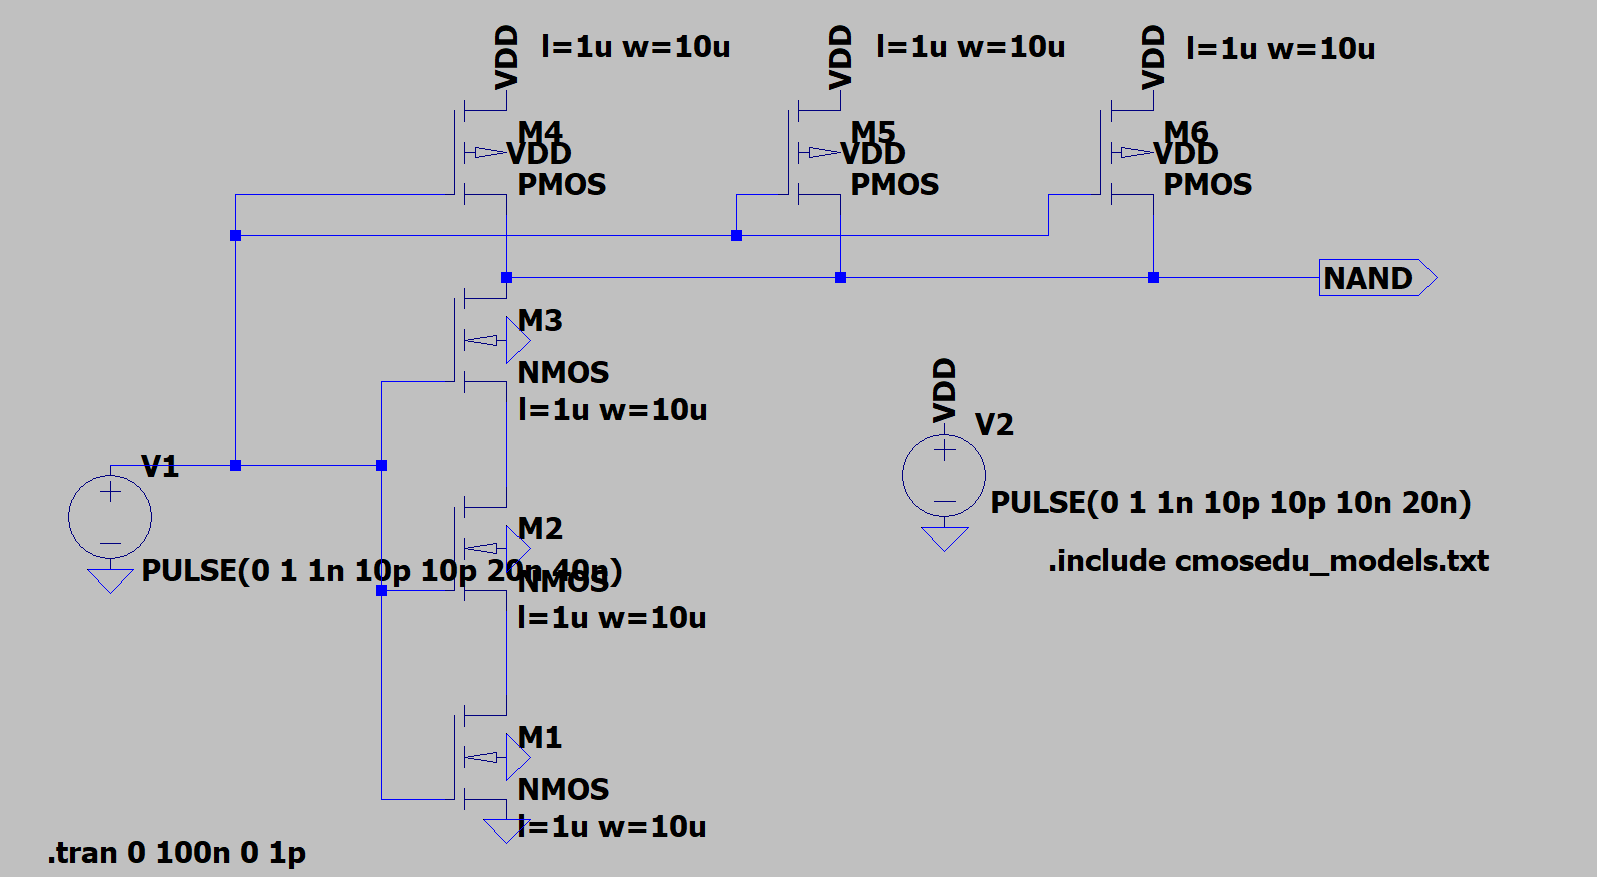 VDD
l=1u w=10u
VDD
l=1u w=10u
VDD
l=1u w=10u
M4
VDD
PMOS
M5
VDD
PMOS
M6
VDD
PMOS
NAND
M3
NMOS
l=1u w=10u
VDD
V2
PULSE(0 1 1n 10p 10p 10n 20n)
.include cmosedu_models.txt
V1
PULSE(0 1 1n 10p 10p 20n 40n)
M2
NMOS
l=1u w=10u
M1
NMOS
l=1u w=10u
.tran 0 100n 0 1p